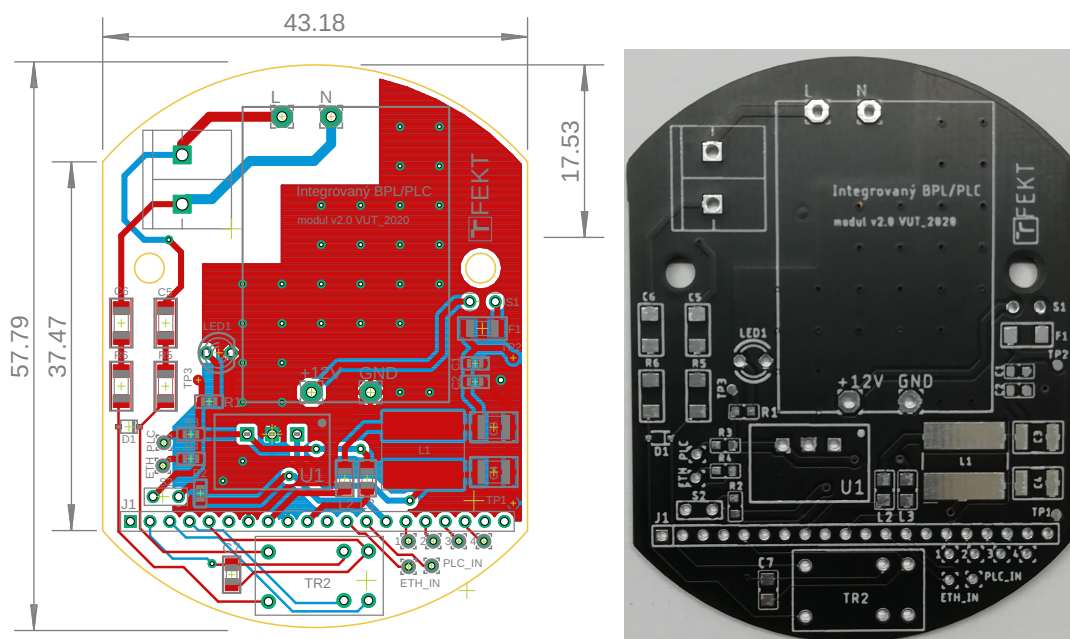 43.18
57.79
37.47
17.53
L N
FEKT
Integrovaný BPL/PLC
modul v2.0 VUT_2020
C6 C5
S1
F1
LED1
TP3
+12V GND
C1
C2
R1
D1
ETH_PLC
L1
U1
J1
TP1
1 2 3 4
PLC_IN
ETH_IN
TR2
L N
FEKT
Integrovaný BPL/PLC
modul v2.0 VUT_2020
C6 C5
S1
F1
LED1
TP2
R6 R5
TP3
C1
C2
+12V GND
R1
D1
ETH_PLC
R3
R4
C3
L1
U1
R2
C4
S2
L2 L3
TP1
J1
1 2 3 4
PLC_IN
ETH_IN
C7
TR2